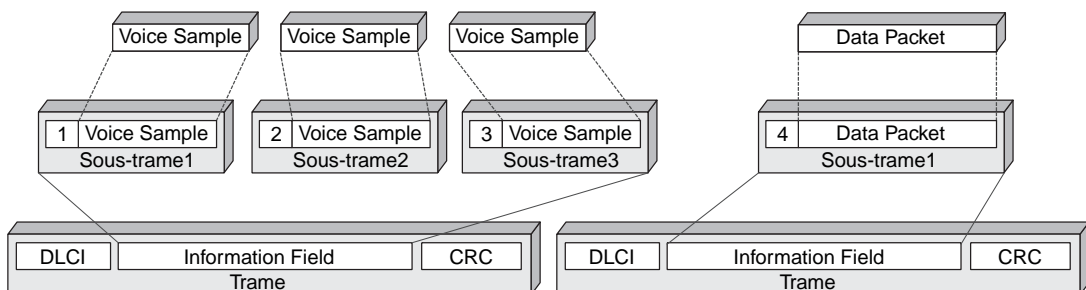 Voice Sample Voice Sample Voice Sample Data Packet
1 Voice Sample 2 Voice Sample 3 Voice Sample 4 Data Packet
Sous-trame1 Sous-trame2 Sous-trame3 Sous-trame1
DLCI Information Field CRC DLCI Information Field CRC
Trame Trame